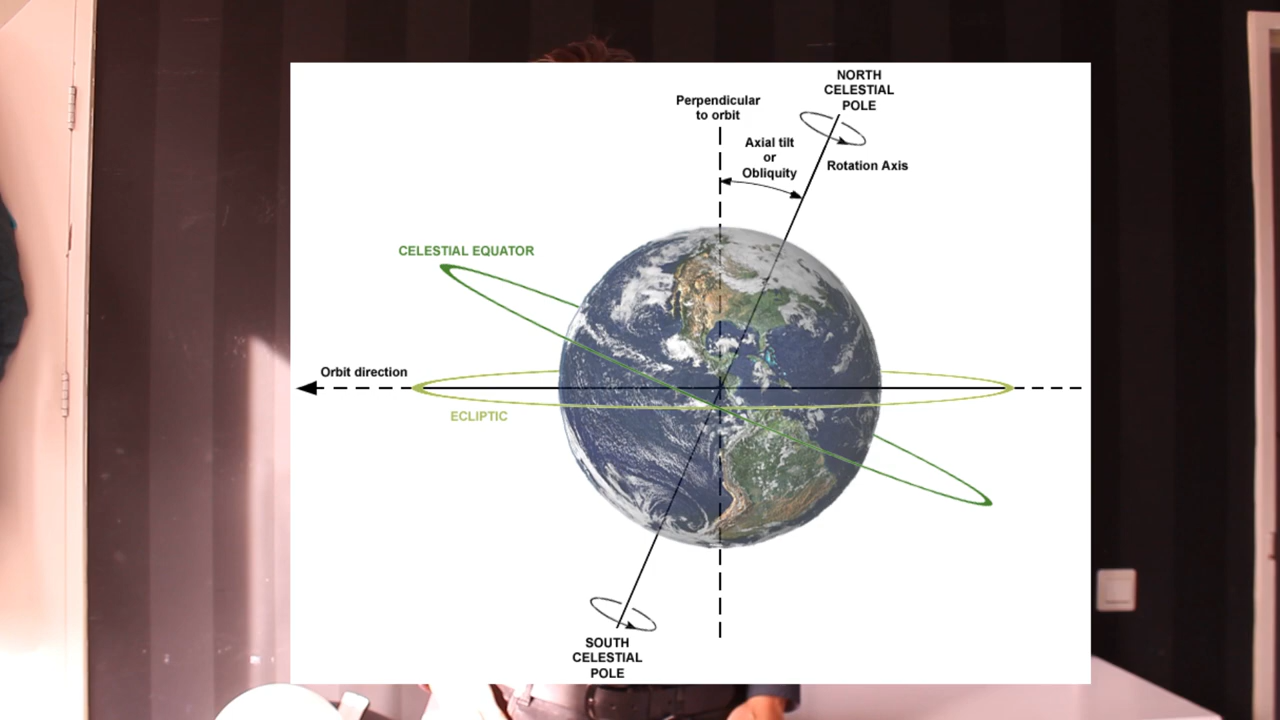 NORTH
CELESTIAL
POLE
Perpendicular
to orbit
Axial tilt
or
Obliquity
Rotation Axis
CELESTIAL EQUATOR
Orbit direction
ECLIPTIC
SOUTH
CELESTIAL
POLE